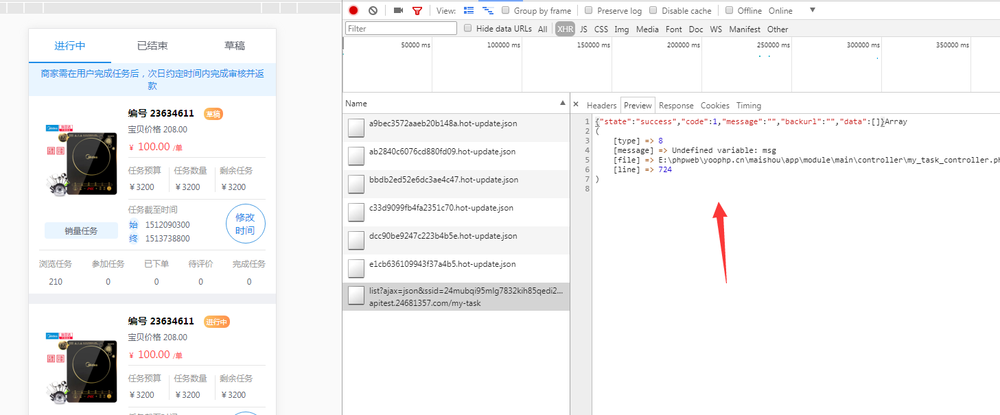 进行中
已结束
草稿
商家需在用户完成任务后，次日约定时间内完成审核并返
款
编号 23634611 草稿
宝贝价格 208.00
￥ 100.00 /单
任务预算 任务数量 剩余任务
￥3200 ￥3200 ￥3200
任务截至时间
始 1512090300
终 1513738800
修改
时间
销量任务
浏览任务 参加任务 已下单 待评价 完成任务
210 0 0 0 0
编号 23634611 进行中
宝贝价格 208.00
￥ 100.00 /单
任务预算 任务数量 剩余任务
￥3200 ￥3200 ￥3200
View: Group by frame Preserve log Disable cache Offline Online
Filter Hide data URLs All XHR JS CSS Img Media Font Doc WS Manifest Other
50000 ms 100000 ms 150000 ms 200000 ms 250000 ms 300000 ms 350000 ms
Name
a9bec3572aaeb20b148a.hot-update.json
ab2840c6076cd880fd09.hot-update.json
bbdb2ed52e6dc3ae4c47.hot-update.json
c33d9099fb4fa2351c70.hot-update.json
dcc90be9247c223b4b5e.hot-update.json
e1cb636109943f37a4b5.hot-update.json
list?ajax=json&ssid=24mubqi95mlg7832kih85qedi2...
apitest.24681357.com/my-task
× Headers Preview Response Cookies Timing
1 {"state":"success","code":1,"message":"","backurl":"","data":[]}Array
2 (
3 [type] => 8
4 [message] => Undefined variable: msg
5 [file] => E:\phpweb\yoophp.cn\maishou\app\module\main\controller\my_task_controller.ph
6 [line] => 724
7 )
8